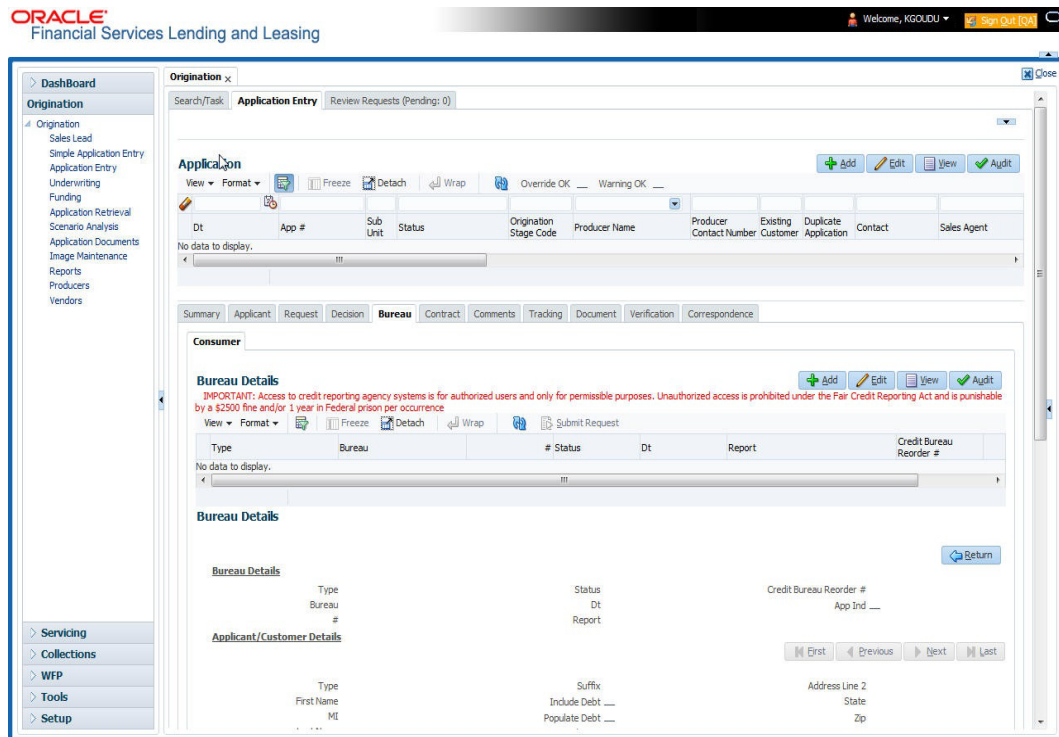 ORACLE®
Financial Services Lending and Leasing
Welcome, KGOUDU
Sign Out [QA]
Close
DashBoard
Origination
Origination
Sales Lead
Simple Application Entry
Application Entry
Underwriting
Funding
Application Retrieval
Scenario Analysis
Application Documents
Image Maintenance
Reports
Producers
Vendors
Servicing
Collections
WFP
Tools
Setup
Origination x
Search/Task Application Entry Review Requests (Pending: 0)
Application
Add Edit View Audit
View Format Freeze Detach Wrap Override OK Warning OK
Dt App # Sub Unit Status Origination Stage Code Producer Name Producer Contact Number Existing Customer Duplicate Application Contact Sales Agent
No data to display.
Summary Applicant Request Decision Bureau Contract Comments Tracking Document Verification Correspondence
Consumer
Bureau Details
Add Edit View Audit
IMPORTANT: Access to credit reporting agency systems is for authorized users and only for permissible purposes. Unauthorized access is prohibited under the Fair Credit Reporting Act and is punishable
by a $2500 fine and/or 1 year in Federal prison per occurrence
View Format Freeze Detach Wrap Submit Request
Type Bureau # Status Dt Report Credit Bureau Reorder #
No data to display.
Bureau Details
Return
Bureau Details
Type Status Credit Bureau Reorder #
Bureau Dt App Ind
# Report
Applicant/Customer Details
First Previous Next Last
Type Suffix Address Line 2
First Name Include Debt State
MI Populate Debt Zip